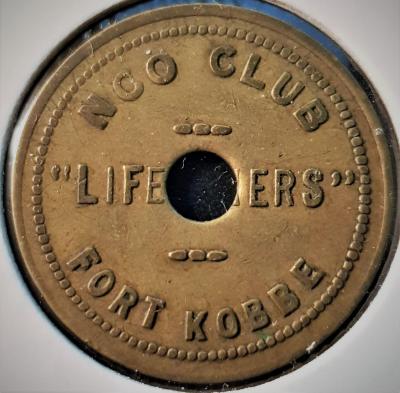 NCO CLUB
"LIFE ERS"
FORT KOBBE